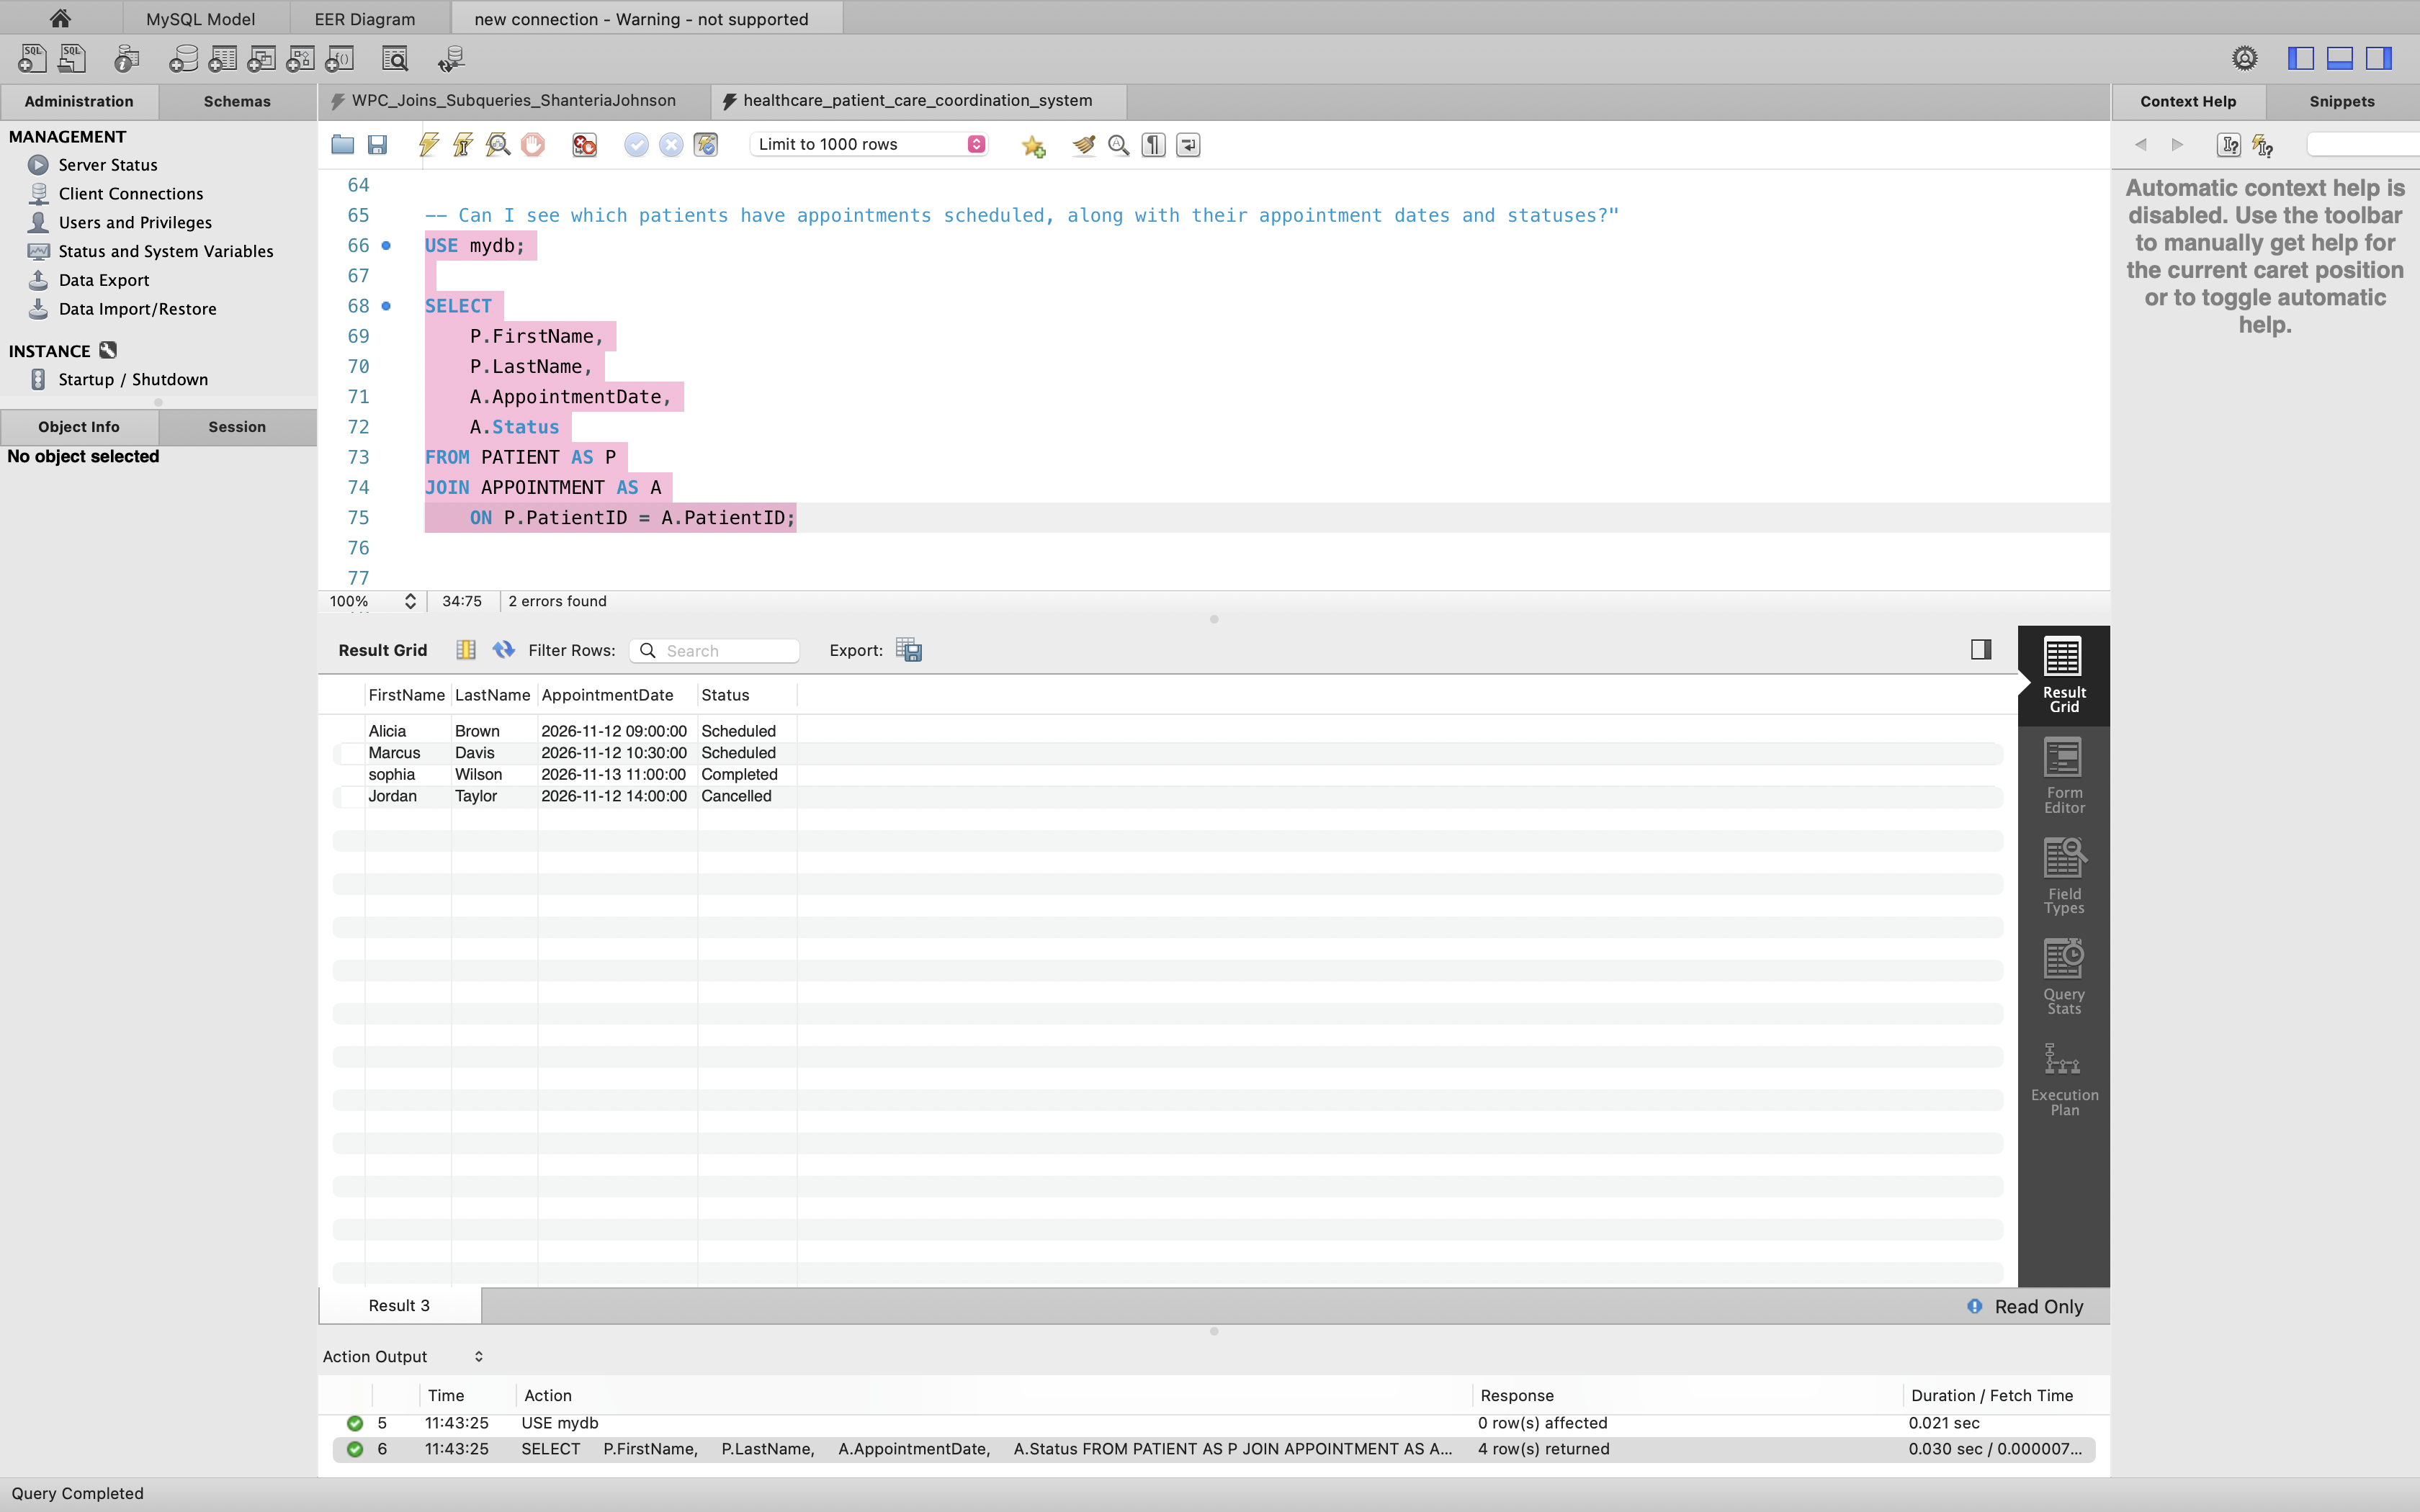 MySQL Model
EER Diagram
new connection - Warning - not supported
Administration
Schemas
MANAGEMENT
Server Status
Client Connections
Users and Privileges
Status and System Variables
Data Export
Data Import/Restore
INSTANCE
Startup / Shutdown
Object Info
Session
No object selected
WPC_Joins_Subqueries_ShanteriaJohnson
healthcare_patient_care_coordination_system
Limit to 1000 rows
64
65 -- Can I see which patients have appointments scheduled, along with their appointment dates and statuses?"
66 USE mydb;
67
68 SELECT
69 P.FirstName,
70 P.LastName,
71 A.AppointmentDate,
72 A.Status
73 FROM PATIENT AS P
74 JOIN APPOINTMENT AS A
75 ON P.PatientID = A.PatientID;
76
77
100% 34:75 2 errors found
Result Grid Filter Rows: Search Export:
FirstName LastName AppointmentDate Status
Alicia Brown 2026-11-12 09:00:00 Scheduled
Marcus Davis 2026-11-12 10:30:00 Scheduled
sophia Wilson 2026-11-13 11:00:00 Completed
Jordan Taylor 2026-11-12 14:00:00 Cancelled
Result
Grid
Form
Editor
Field
Types
Query
Stats
Execution
Plan
Result 3
Read Only
Action Output
Time Action Response Duration / Fetch Time
5 11:43:25 USE mydb 0 row(s) affected 0.021 sec
6 11:43:25 SELECT P.FirstName, P.LastName, A.AppointmentDate, A.Status FROM PATIENT AS P JOIN APPOINTMENT AS A... 4 row(s) returned 0.030 sec / 0.000007...
Query Completed
Context Help
Snippets
Automatic context help is
disabled. Use the toolbar
to manually get help for
the current caret position
or to toggle automatic
help.